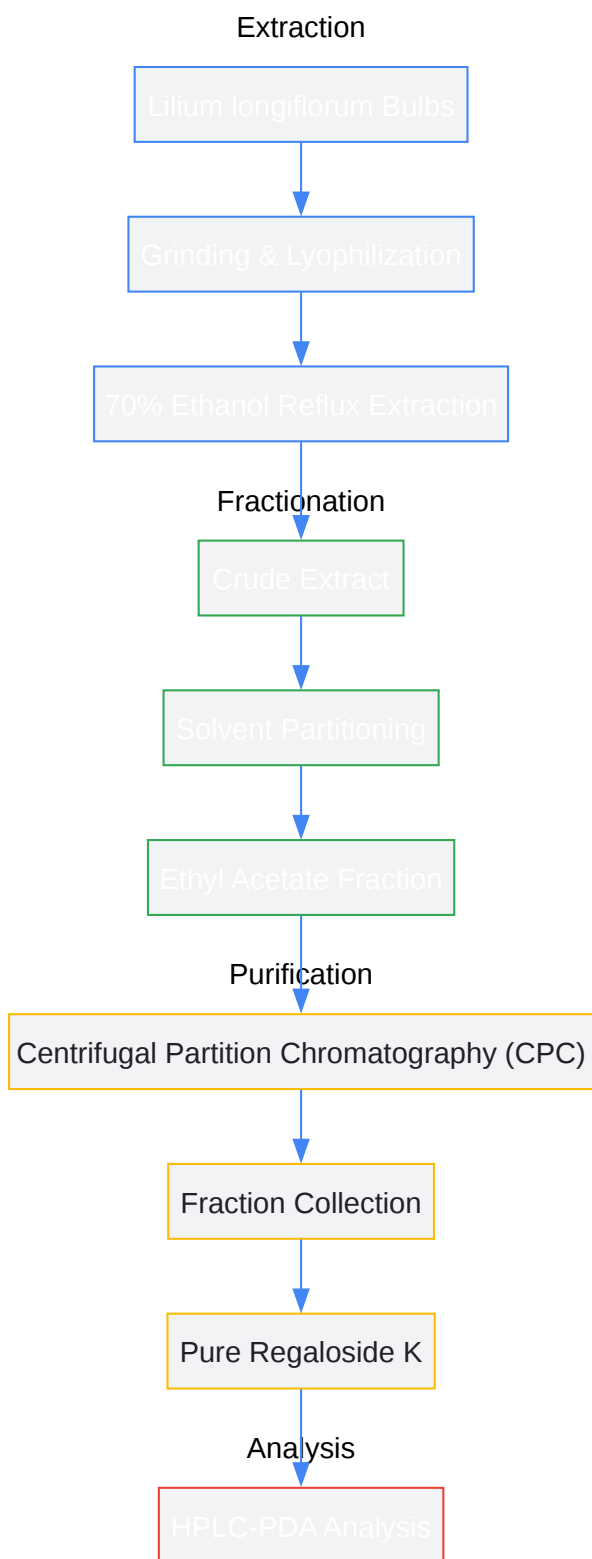 Extraction
Lilium longiflorum Bulbs
Grinding & Lyophilization
70% Ethanol Reflux Extraction
Fractionation
Crude Extract
Solvent Partitioning
Ethyl Acetate Fraction
Purification
Centrifugal Partition Chromatography (CPC)
Fraction Collection
Pure Regaloside K
Analysis
HPLC-PDA Analysis